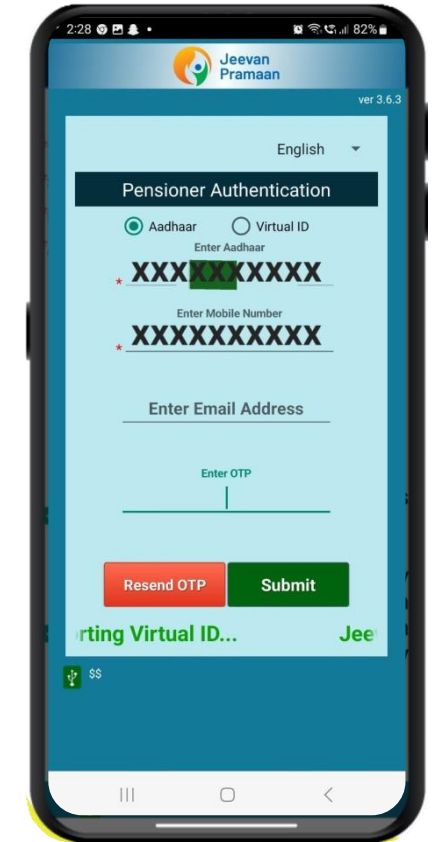 2:28 82%
Jeevan
Pramaan
ver 3.6.3
English
Pensioner Authentication
Aadhaar Virtual ID
Enter Aadhaar
* XXXXXXXXXX
Enter Mobile Number
* XXXXXXXXXX
Enter Email Address
Enter OTP
Resend OTP Submit
rting Virtual ID... Jee
$$